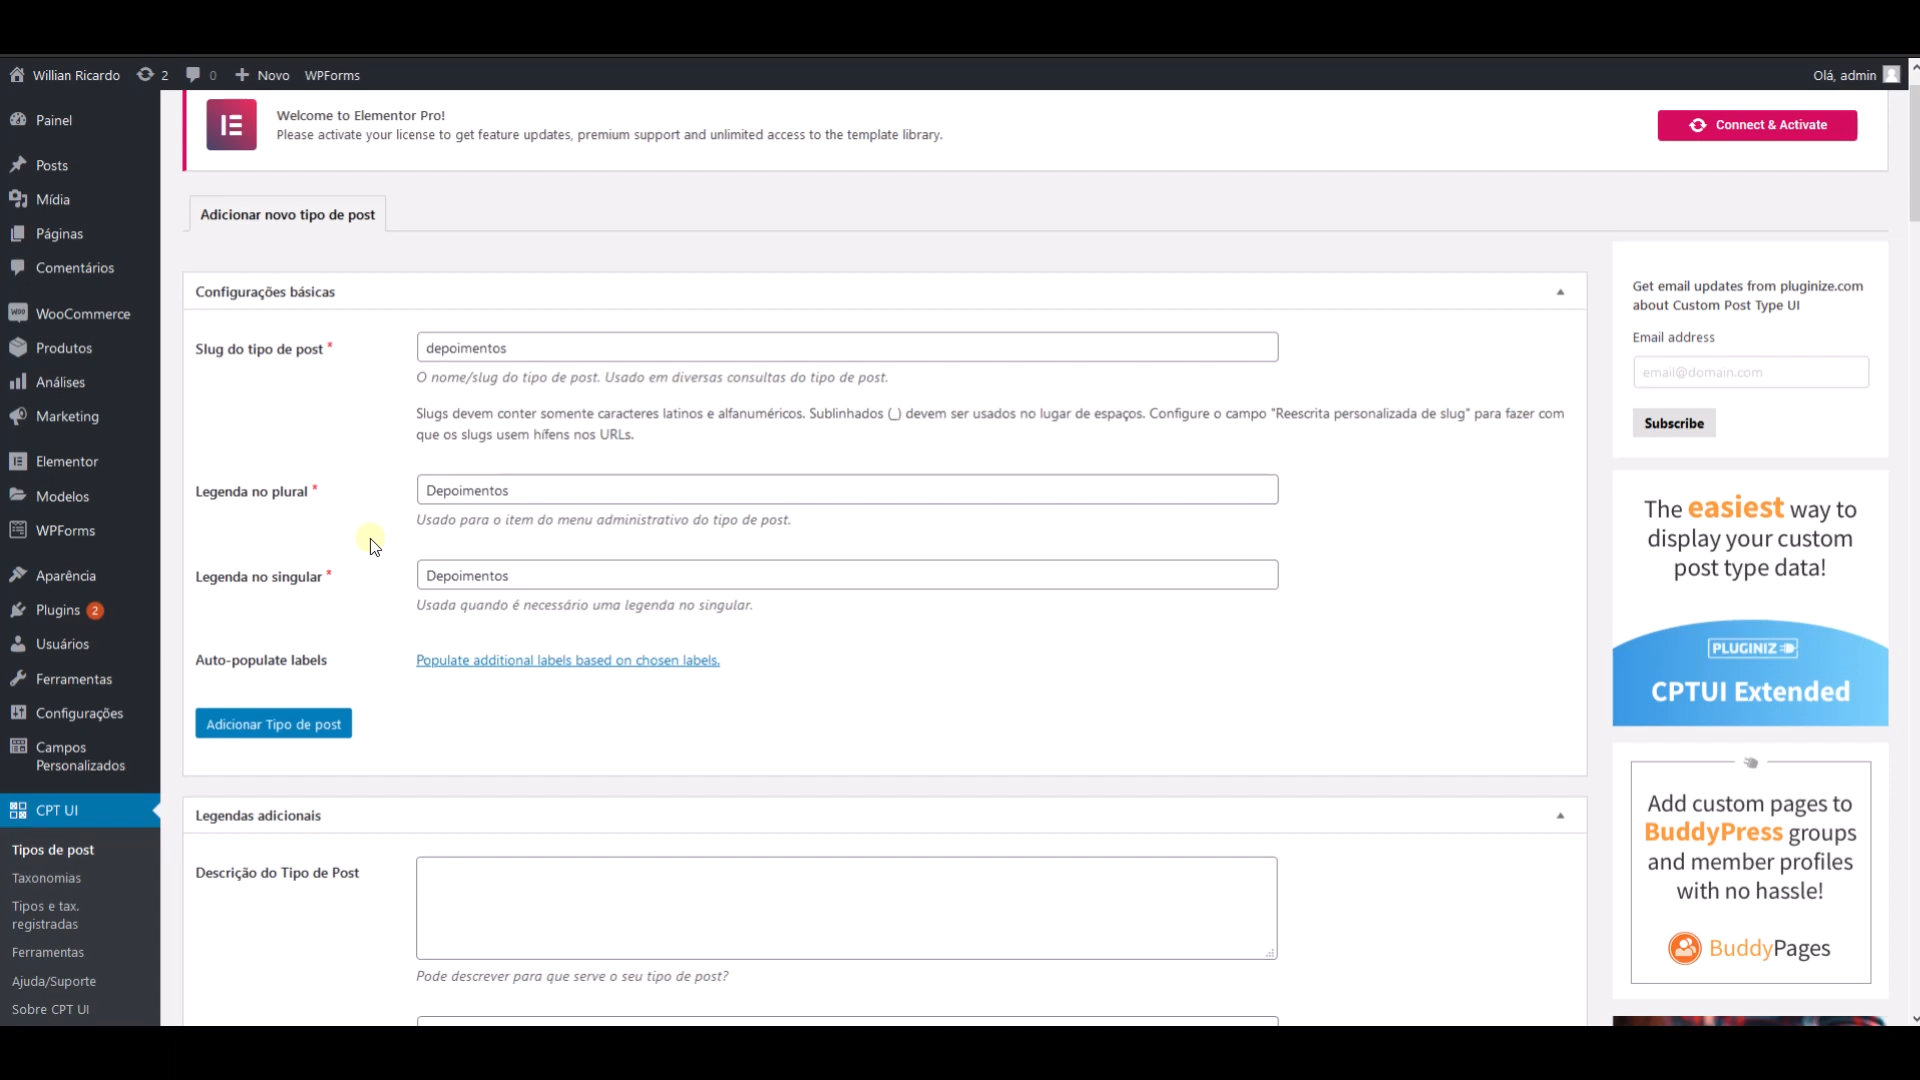 Willian Ricardo 2 0 Novo WPForms Olá, admin
Painel
Posts
Mídia
Páginas
Comentários
WooCommerce
Produtos
Análises
Marketing
Elementor
Modelos
WPForms
Aparência
Plugins 2
Usuários
Ferramentas
Configurações
Campos
Personalizados
CPT UI
Tipos de post
Taxonomias
Tipos e tax.
registradas
Ferramentas
Ajuda/Suporte
Sobre CPT UI
Welcome to Elementor Pro!
Please activate your license to get feature updates, premium support and unlimited access to the template library.
Connect & Activate
Adicionar novo tipo de post
Configurações básicas
Slug do tipo de post *
depoimentos
O nome/slug do tipo de post. Usado em diversas consultas do tipo de post.
Slugs devem conter somente caracteres latinos e alfanuméricos. Sublinhados (_) devem ser usados no lugar de espaços. Configure o campo "Reescrita personalizada de slug" para fazer com
que os slugs usem hífens nos URLs.
Legenda no plural *
Depoimentos
Usado para o item do menu administrativo do tipo de post.
Legenda no singular *
Depoimentos
Usada quando é necessário uma legenda no singular.
Auto-populate labels
Populate additional labels based on chosen labels.
Adicionar Tipo de post
Legendas adicionais
Descrição do Tipo de Post
Pode descrever para que serve o seu tipo de post?
Get email updates from pluginize.com
about Custom Post Type UI
Email address
email@domain.com
Subscribe
The easiest way to
display your custom
post type data!
PLUGINIZ
CPTUI Extended
Add custom pages to
BuddyPress groups
and member profiles
with no hassle!
BuddyPages